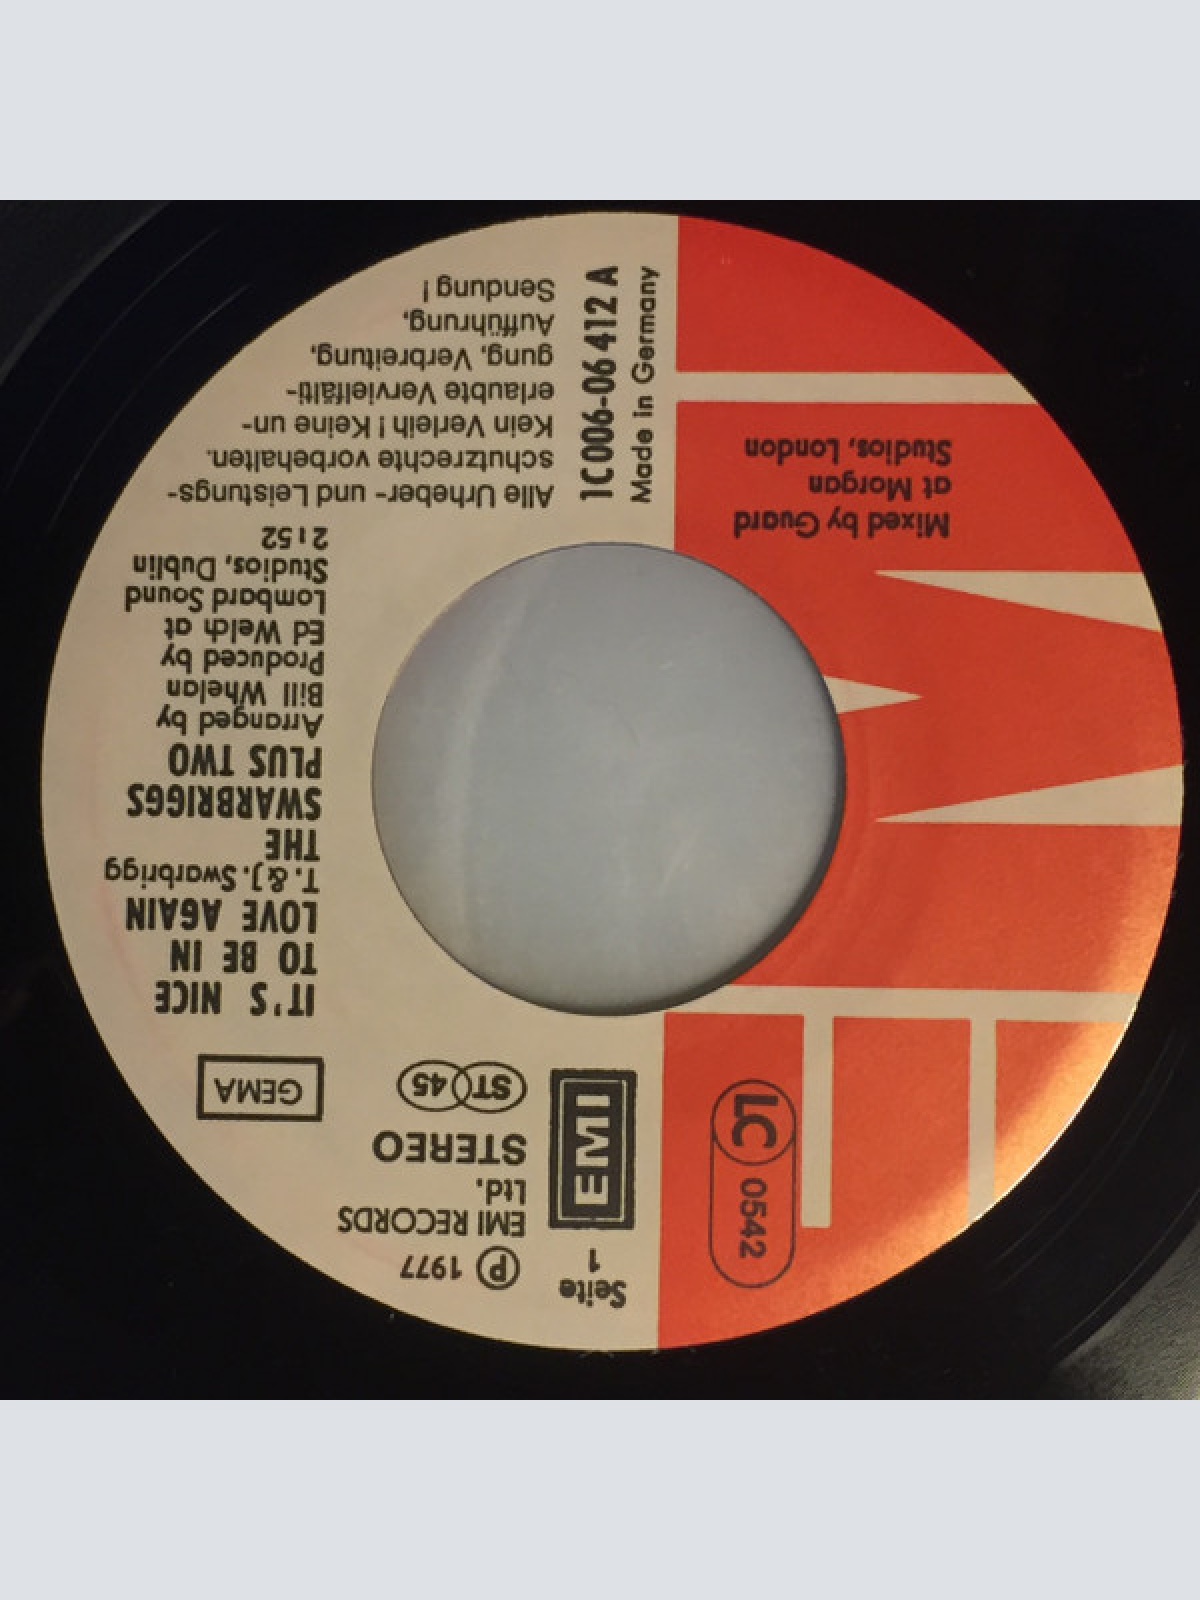 Seite
1
℗ 1977
EMI RECORDS
Ltd.
STEREO
ST 45
EMI
LC 0542
GEMA
IT'S NICE
TO BE IN
LOVE AGAIN
T. & J. Swarbrigg
THE
SWARBRIGGS
PLUS TWO
Arranged by
Bill Whelan
Produced by
Ed Welch at
Lombard Sound
Studios, Dublin
2:52
Mixed by Guard
at Morgan
Studios, London
Alle Urheber- und Leistungs-
schutzrechte vorbehalten.
Kein Verleih! Keine un-
erlaubte Vervielfälti-
gung, Verbreitung,
Aufführung,
Sendung!
1C 006-06 412 A
Made in Germany
EMI